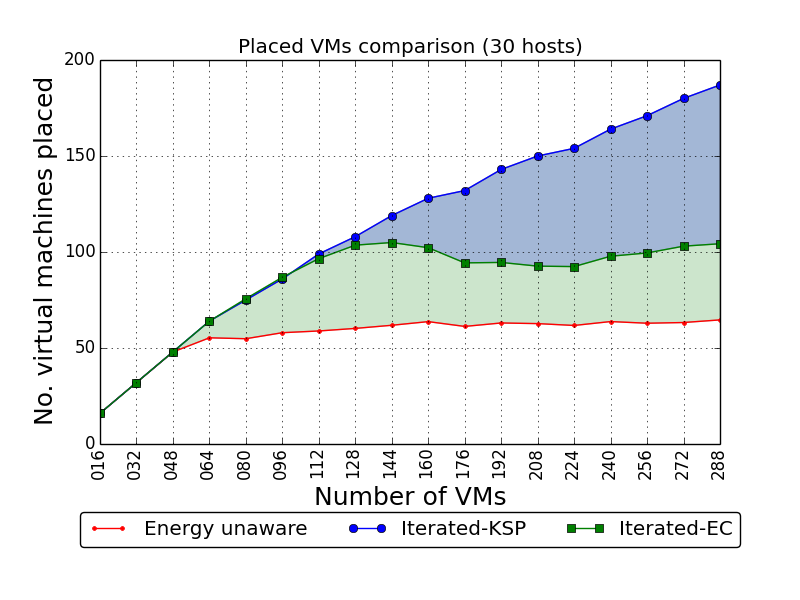 Placed VMs comparison (30 hosts)
No. virtual machines placed
200
150
100
50
0
016 032 048 064 080 096 112 128 144 160 176 192 208 224 240 256 272 288
Number of VMs
Energy unaware Iterated-KSP Iterated-EC